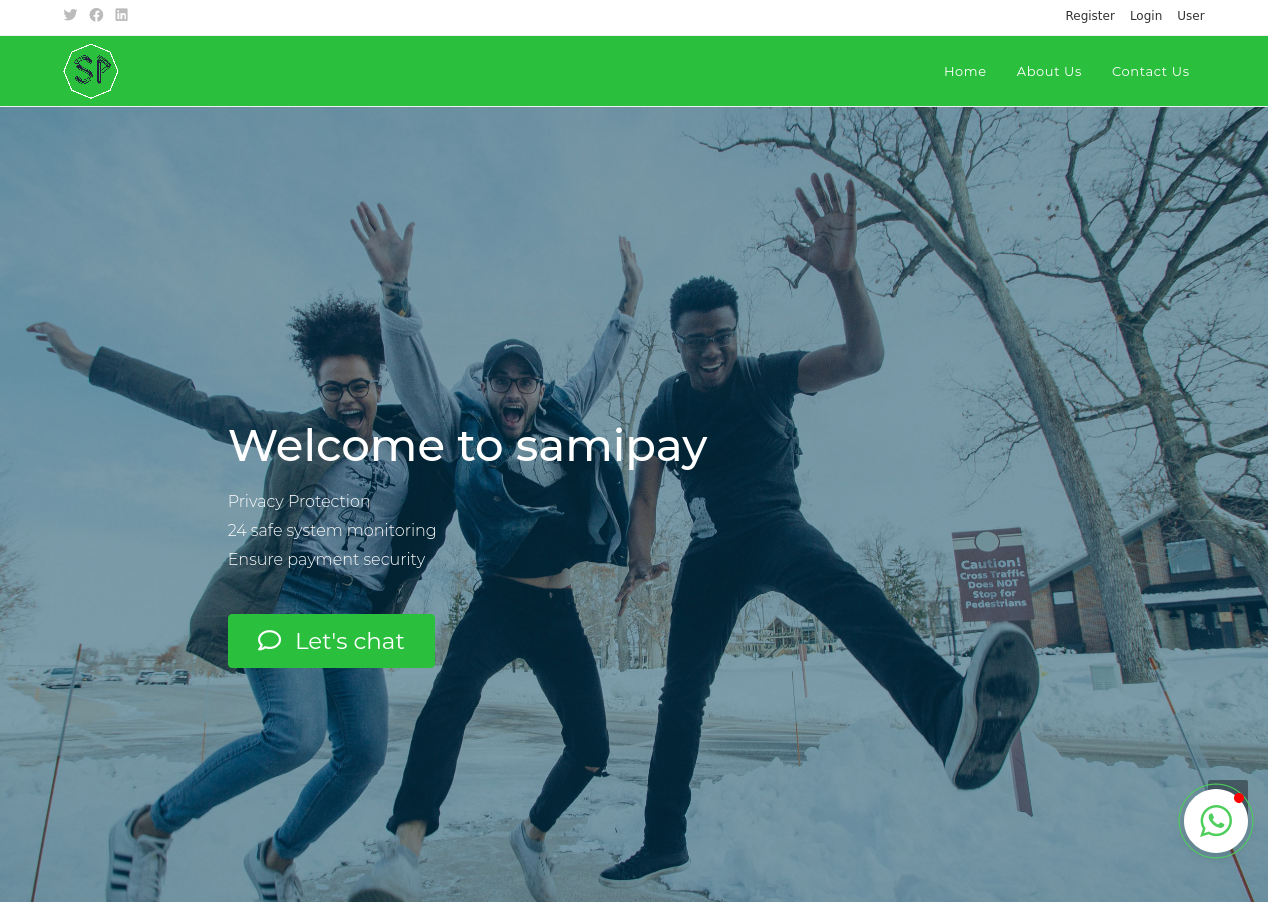 Register Login User
SP
Home About Us Contact Us
Welcome to samipay
Privacy Protection
24 safe system monitoring
Ensure payment security
Let's chat
Caution!
Cross Traffic
Does NOT
Stop for
Pedestrians